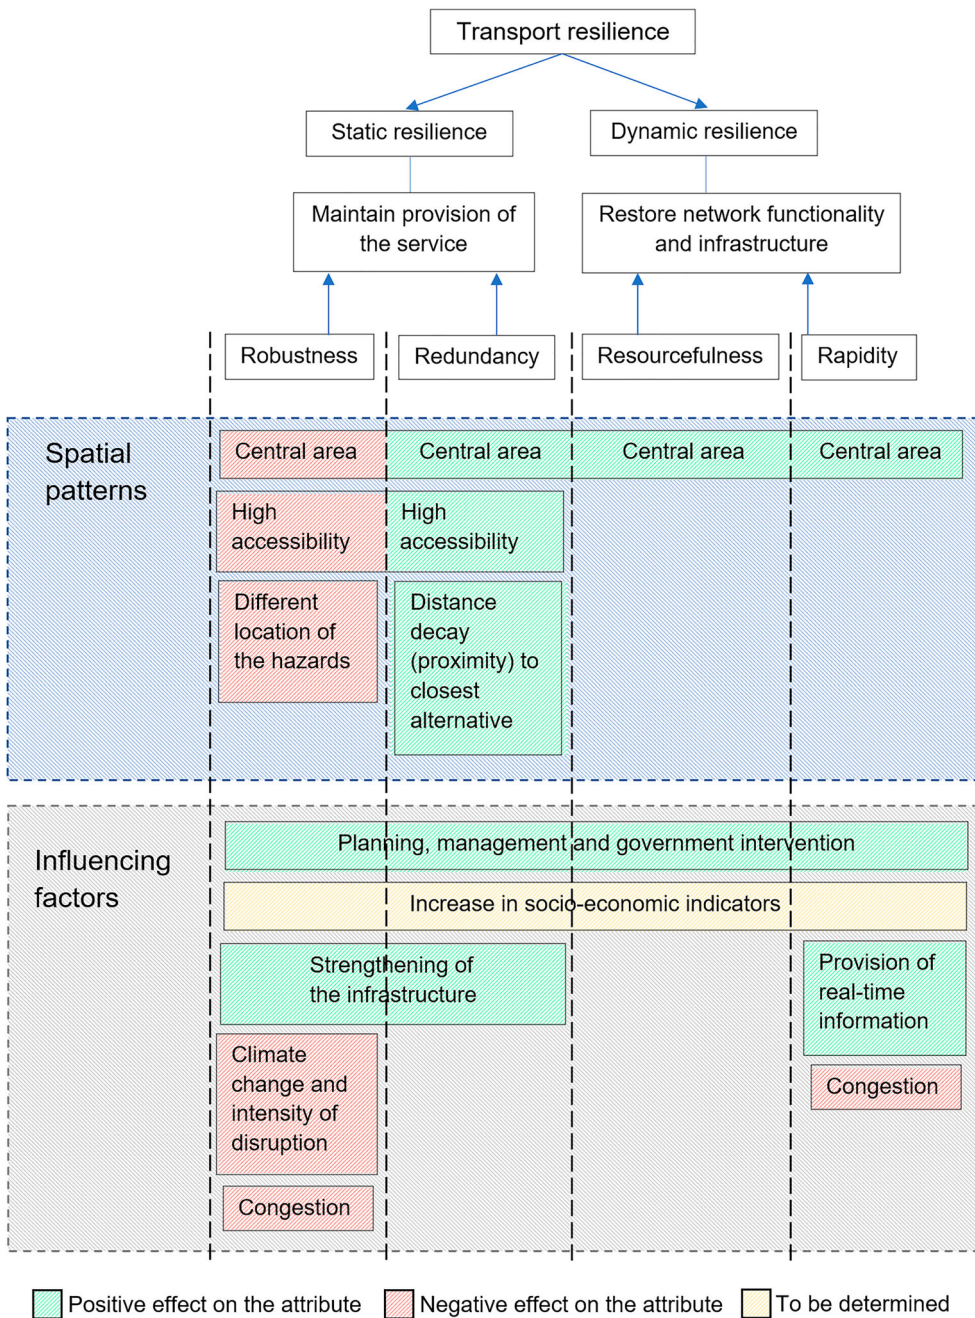 Transport resilience
Static resilience
Dynamic resilience
Maintain provision of
the service
Restore network functionality
and infrastructure
Robustness
Redundancy
Resourcefulness
Rapidity
Spatial
patterns
Central area
Central area
Central area
Central area
High
accessibility
High
accessibility
Different
location of
the hazards
Distance
decay
(proximity) to
closest
alternative
Influencing
factors
Planning, management and government intervention
Increase in socio-economic indicators
Strengthening of
the infrastructure
Provision of
real-time
information
Climate
change and
intensity of
disruption
Congestion
Congestion
Positive effect on the attribute
Negative effect on the attribute
To be determined